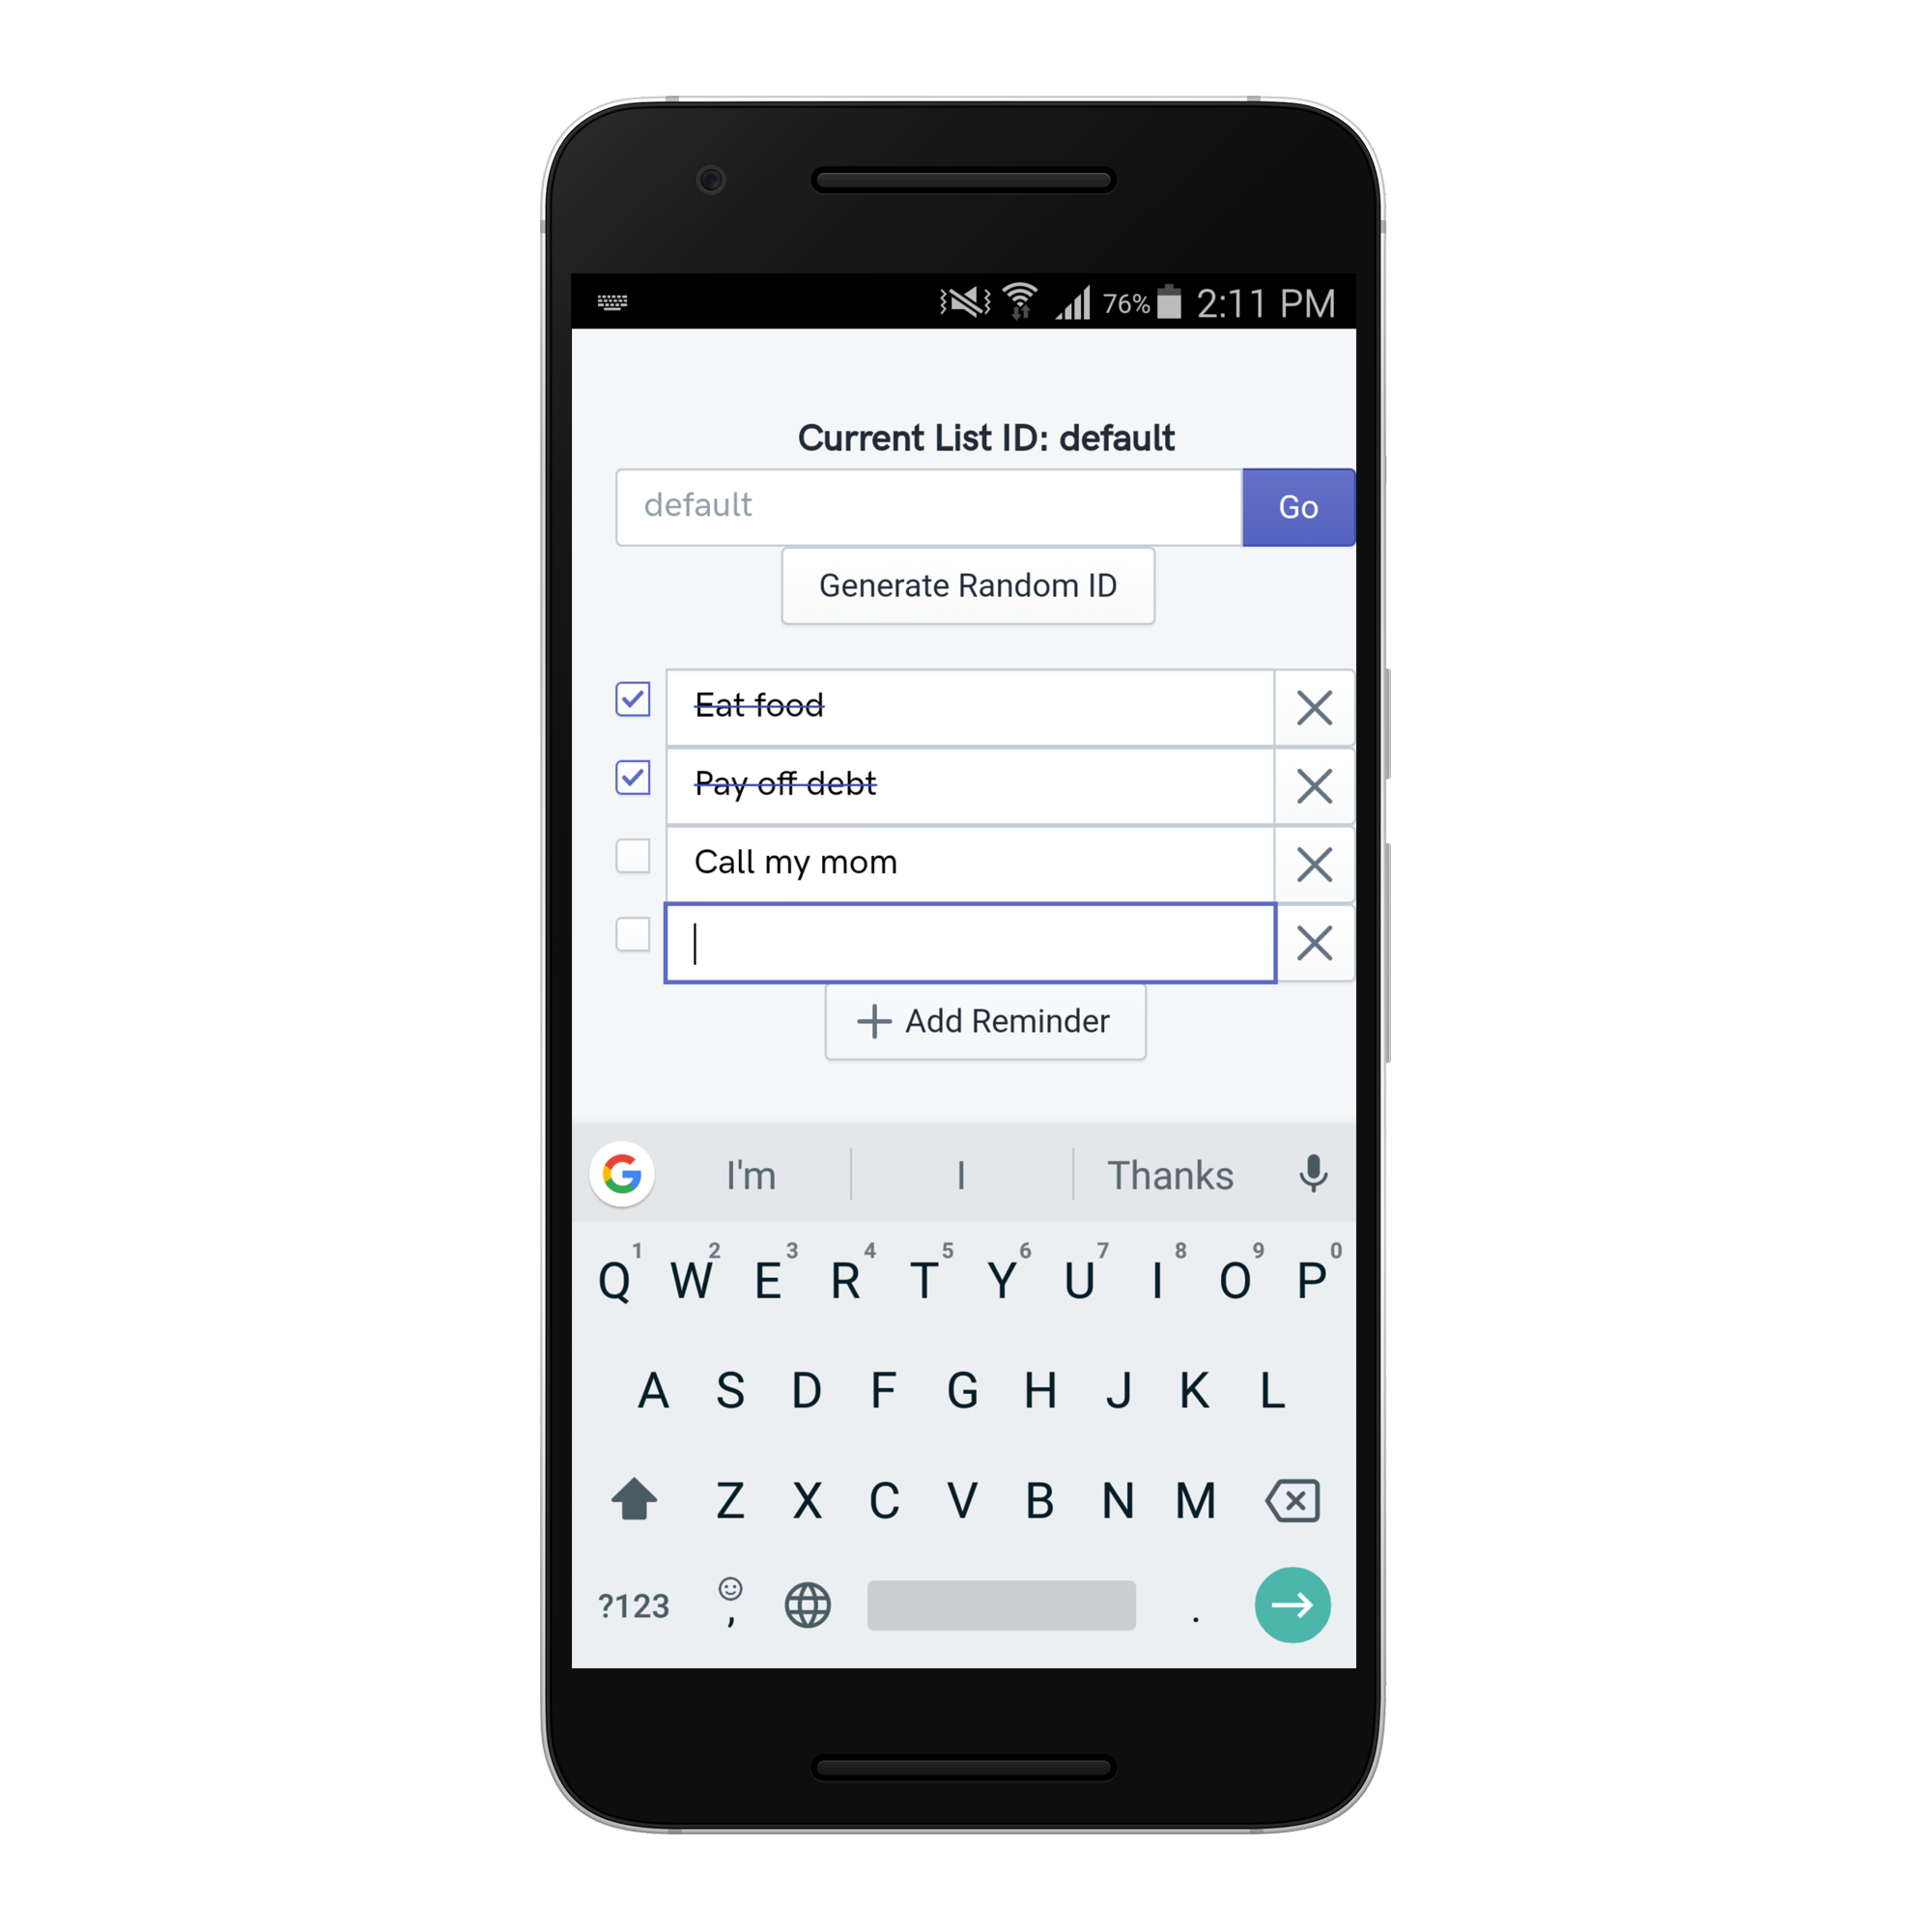 76% 2:11 PM
Current List ID: default
default Go
Generate Random ID
Eat food
Pay off debt
Call my mom
Add Reminder
I'm I Thanks
1 2 3 4 5 6 7 8 9 0
Q W E R T Y U I O P
A S D F G H J K L
Z X C V B N M
?123 , .